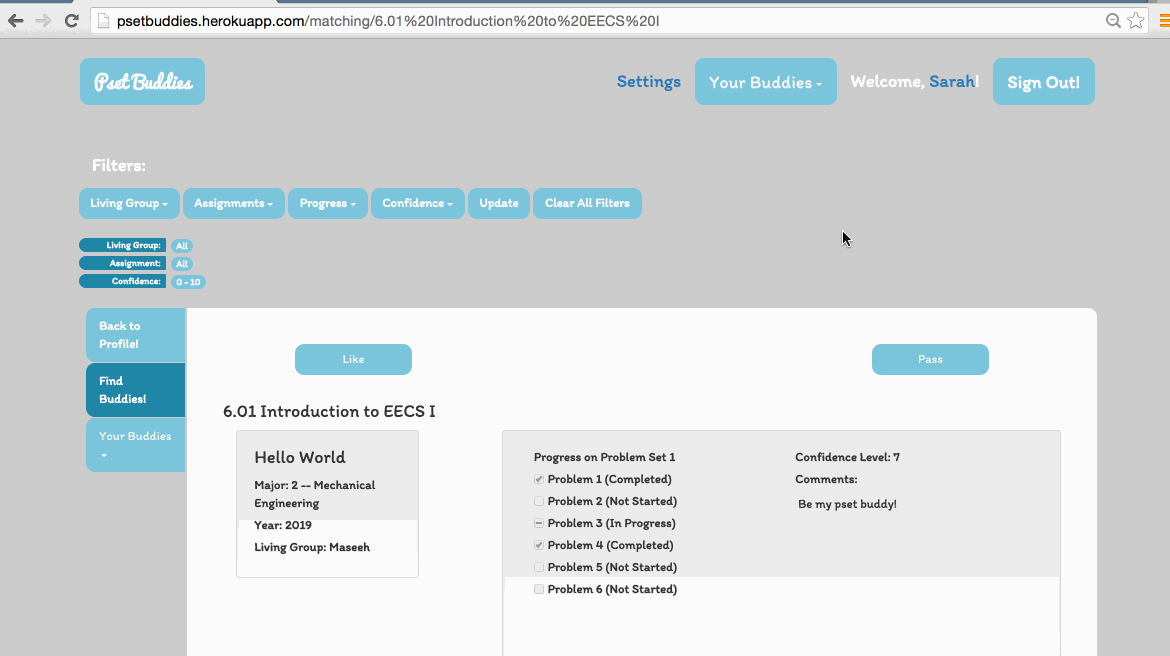 psetbuddies.herokuapp.com/matching/6.01%20Introduction%20to%20EECS%20I
Pset Buddies
Settings
Your Buddies
Welcome, Sarah!
Sign Out!
Filters:
Living Group
Assignments
Progress
Confidence
Update
Clear All Filters
Living Group: All
Assignment: All
Confidence: 0 - 10
Back to
Profile!
Find
Buddies!
Your Buddies
Like
Pass
6.01 Introduction to EECS I
Hello World
Major: 2 -- Mechanical
Engineering
Year: 2019
Living Group: Maseeh
Progress on Problem Set 1
Problem 1 (Completed)
Problem 2 (Not Started)
Problem 3 (In Progress)
Problem 4 (Completed)
Problem 5 (Not Started)
Problem 6 (Not Started)
Confidence Level: 7
Comments:
Be my pset buddy!